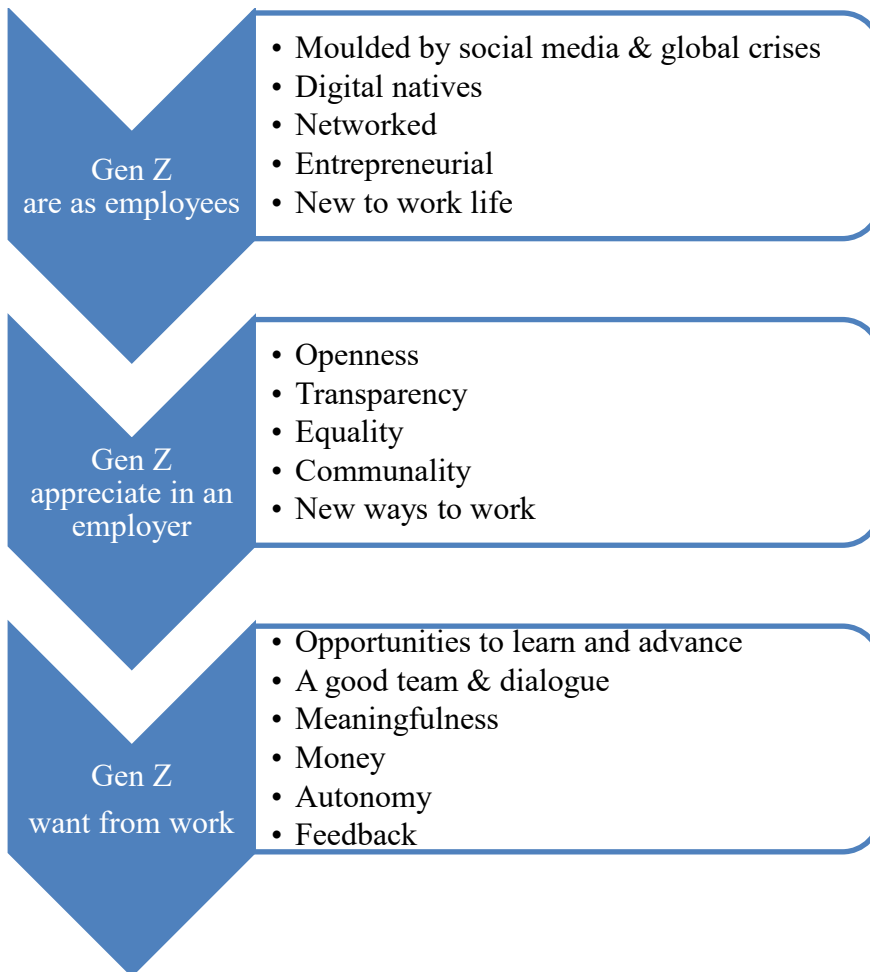 Gen Z
are as employees
• Moulded by social media & global crises
• Digital natives
• Networked
• Entrepreneurial
• New to work life
Gen Z
appreciate in an
employer
• Openness
• Transparency
• Equality
• Communality
• New ways to work
Gen Z
want from work
• Opportunities to learn and advance
• A good team & dialogue
• Meaningfulness
• Money
• Autonomy
• Feedback